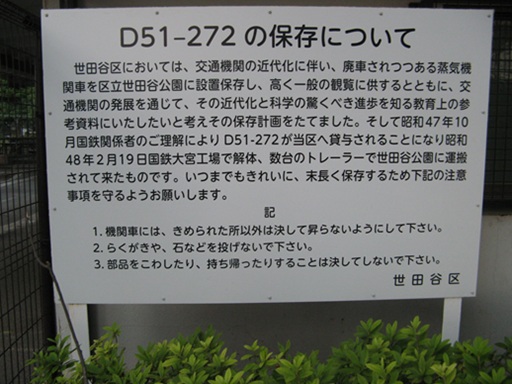 D51-272の保存について
世田谷区においては、交通機関の近代化に伴い、廃車されつつある蒸気機
関車を区立世田谷公園に設置保存し、高く一般の観覧に供するとともに、交
通機関の発展を通じて、その近代化と科学の驚くべき進歩を知る教育上の参
考資料にいたしたいと考えその保存計画をたてました。そして昭和47年10
月国鉄関係者のご理解によりD51-272が当区へ貸与されることになり昭和
48年2月19日国鉄大宮工場で解体、数台のトレーラーで世田谷公園に運搬
されて来たものです。いつまでもきれいに、末長く保存するため下記の注意
事項を守るようお願いします。
記
1. 機関車には、きめられた所以外は決して昇らないようにして下さい。
2. らくがきや、石などを投げないで下さい。
3. 部品をこわしたり、持ち帰ったりすることは決してしないで下さい。
世田谷区